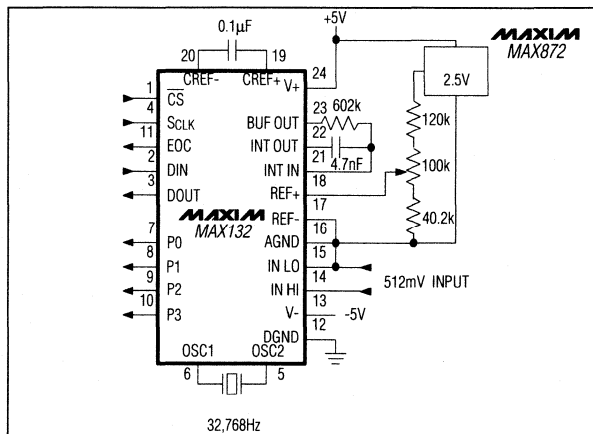 0.1µF
20
19
CREF-
CREF+
+5V
MAXIM
MAX872
2.5V
1
CS
4
SCLK
11
EOC
2
DIN
3
DOUT
7
P0
8
P1
9
P2
10
P3
MAXIM
MAX132
24
V+
23
BUF OUT
602k
22
INT OUT
21
4.7nF
INT IN
18
REF+
17
REF-
16
AGND
15
IN LO
14
IN HI
13
V-
-5V
12
DGND
120k
100k
40.2k
512mV INPUT
OSC1
OSC2
6
5
32,768Hz